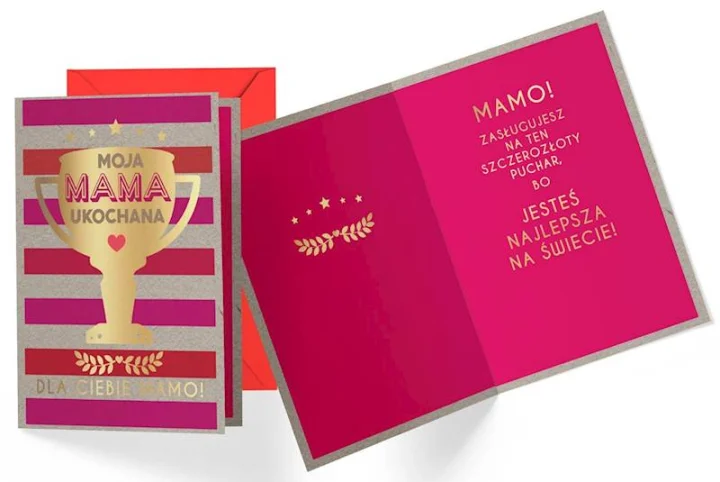 MOJA
MAMA
UKOCHANA
DLA CIEBIE MAMO!
MAMO!
ZASŁUGUJESZ
NA TEN
SZCZEROZŁOTY
PUCHAR,
BO
JESTEŚ
NAJLEPSZA
NA ŚWIECIE!